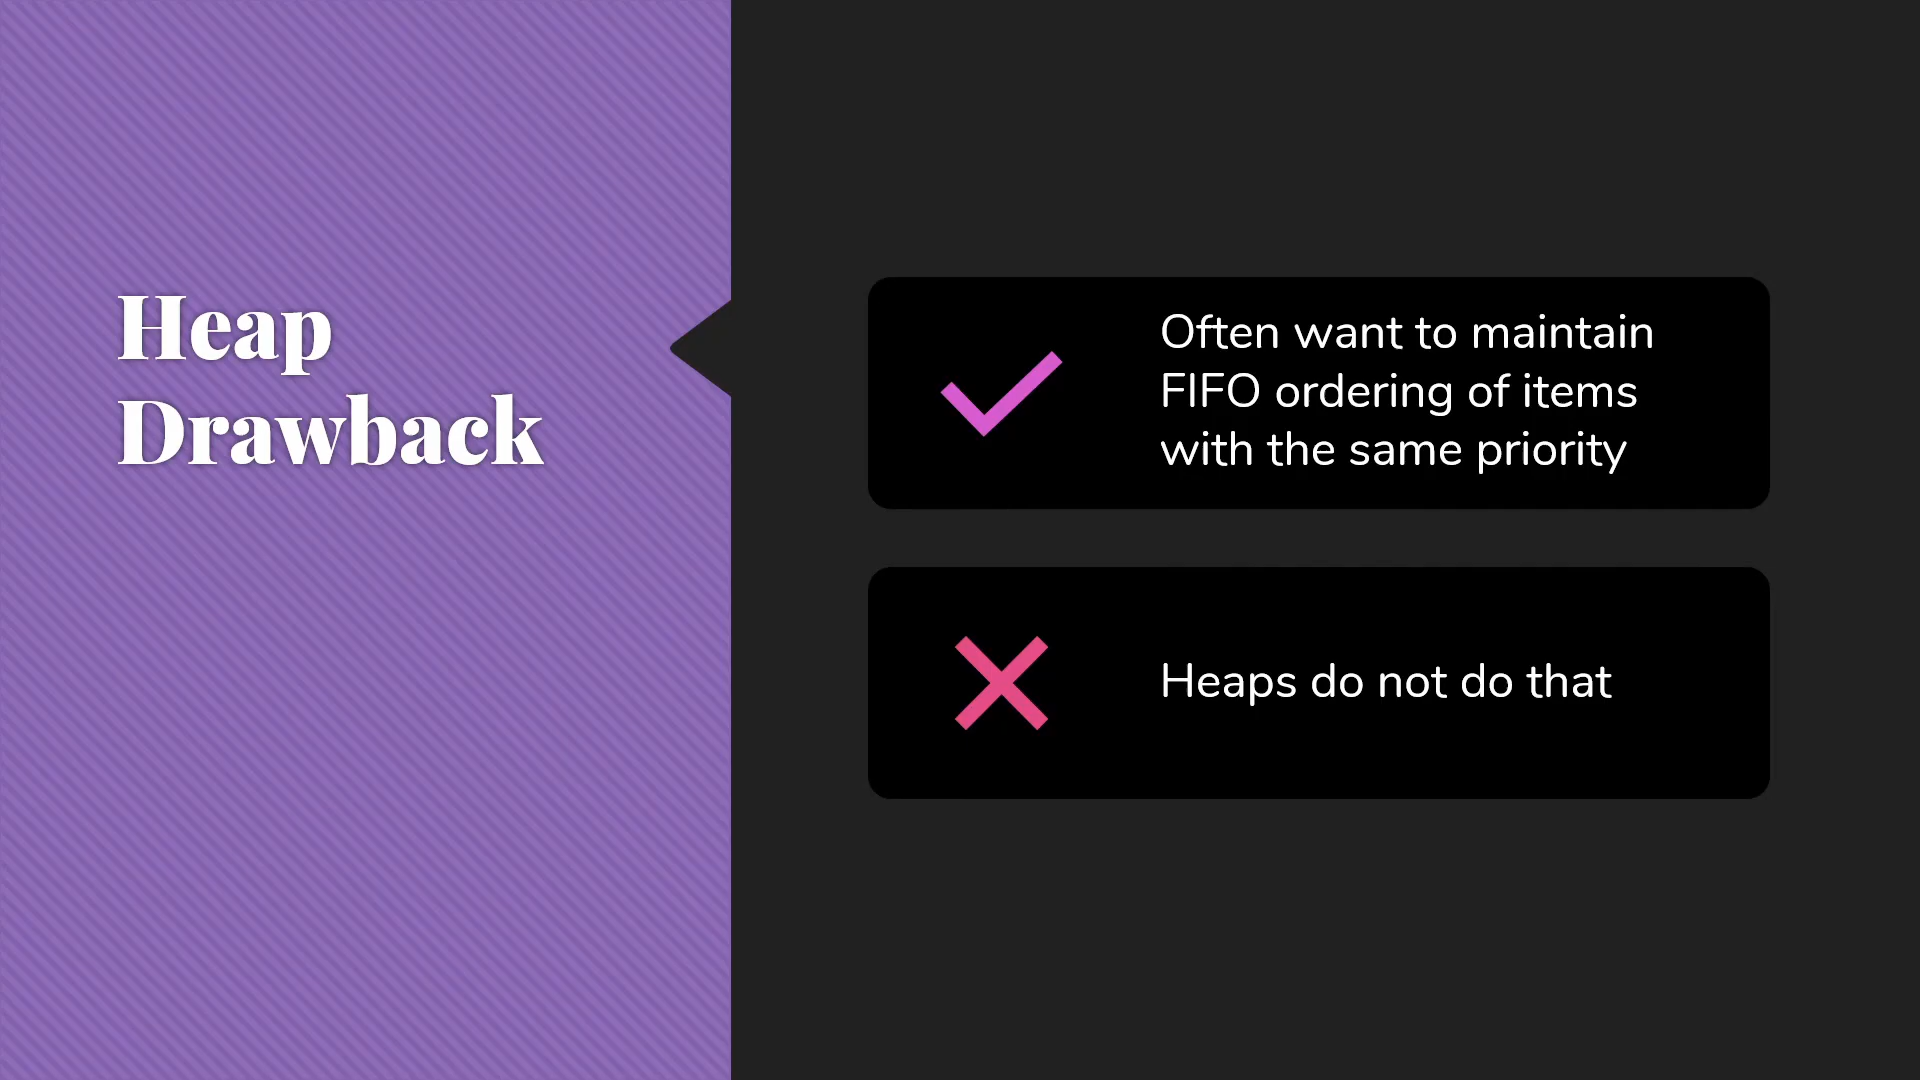 Heap
Drawback
Often want to maintain
FIFO ordering of items
with the same priority
Heaps do not do that